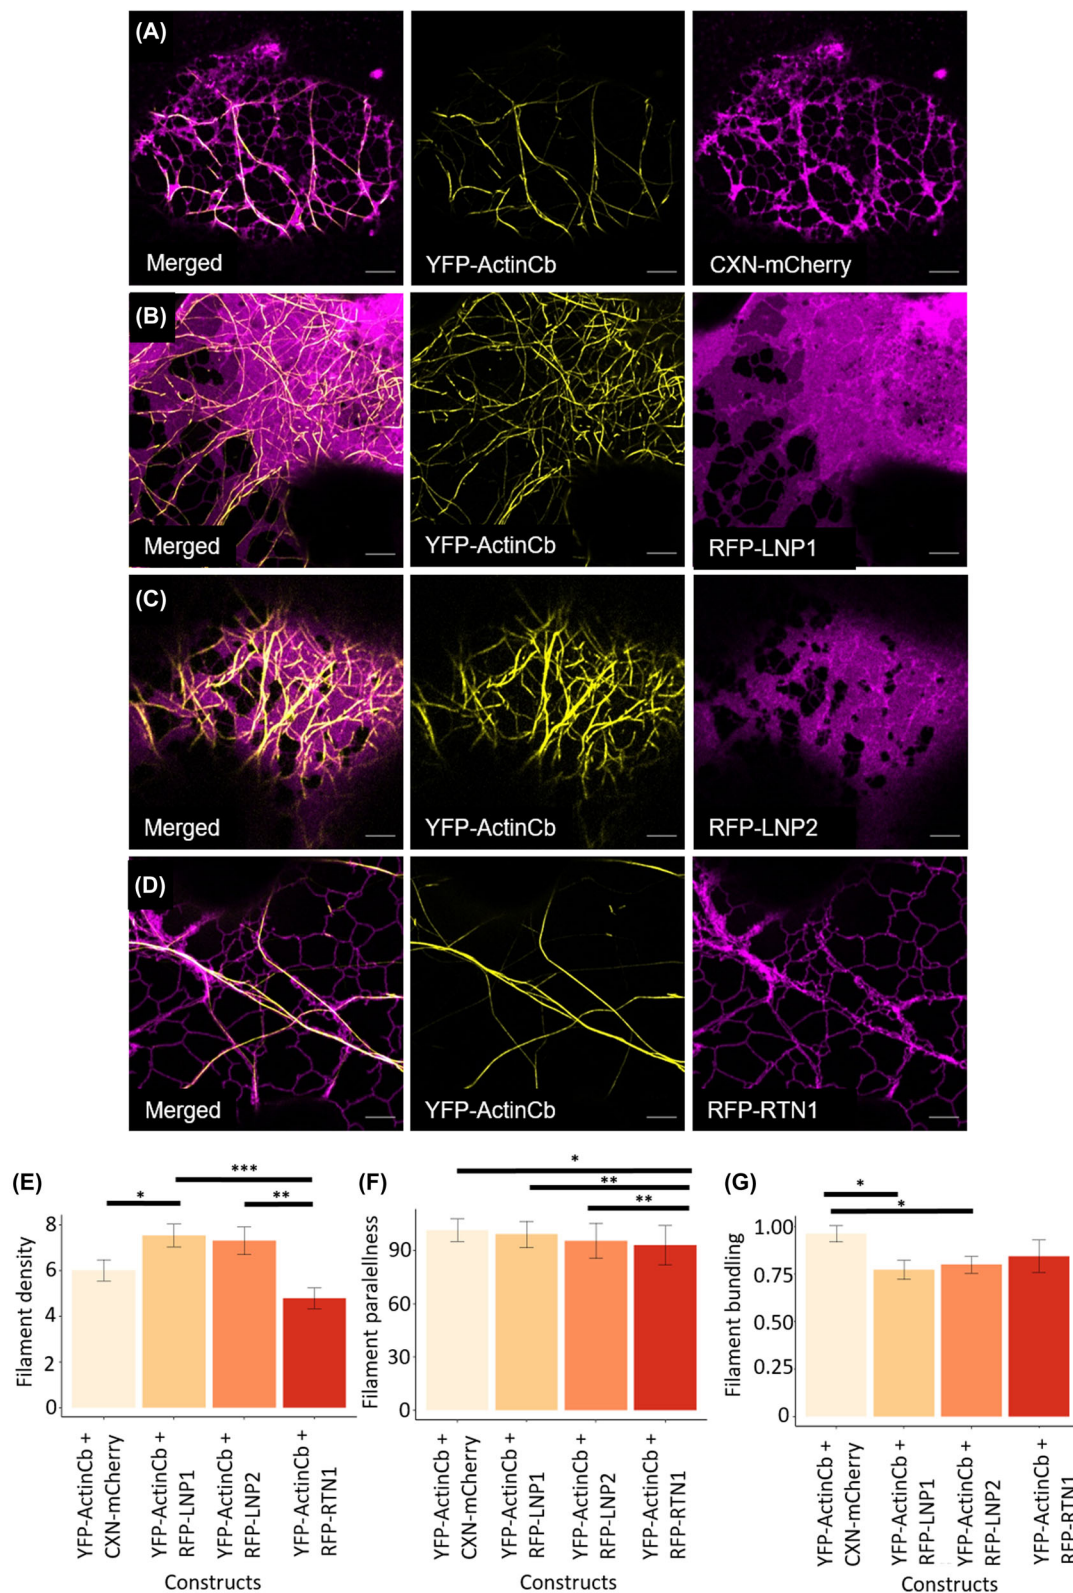 (A)
Merged
YFP-ActinCb
CXN-mCherry
(B)
Merged
YFP-ActinCb
RFP-LNP1
(C)
Merged
YFP-ActinCb
RFP-LNP2
(D)
Merged
YFP-ActinCb
RFP-RTN1
(E)
***
*
**
Filament density
8
6
4
2
0
YFP-ActinCb +
CXN-mCherry
YFP-ActinCb +
RFP-LNP1
YFP-ActinCb +
RFP-LNP2
YFP-ActinCb +
RFP-RTN1
Constructs
(F)
*
**
**
Filament paralellness
90
60
30
0
YFP-ActinCb +
CXN-mCherry
YFP-ActinCb +
RFP-LNP1
YFP-ActinCb +
RFP-LNP2
YFP-ActinCb +
RFP-RTN1
Constructs
(G)
*
*
Filament bundling
1.00
0.75
0.50
0.25
0
YFP-ActinCb +
CXN-mCherry
YFP-ActinCb +
RFP-LNP1
YFP-ActinCb +
RFP-LNP2
YFP-ActinCb +
RFP-RTN1
Constructs